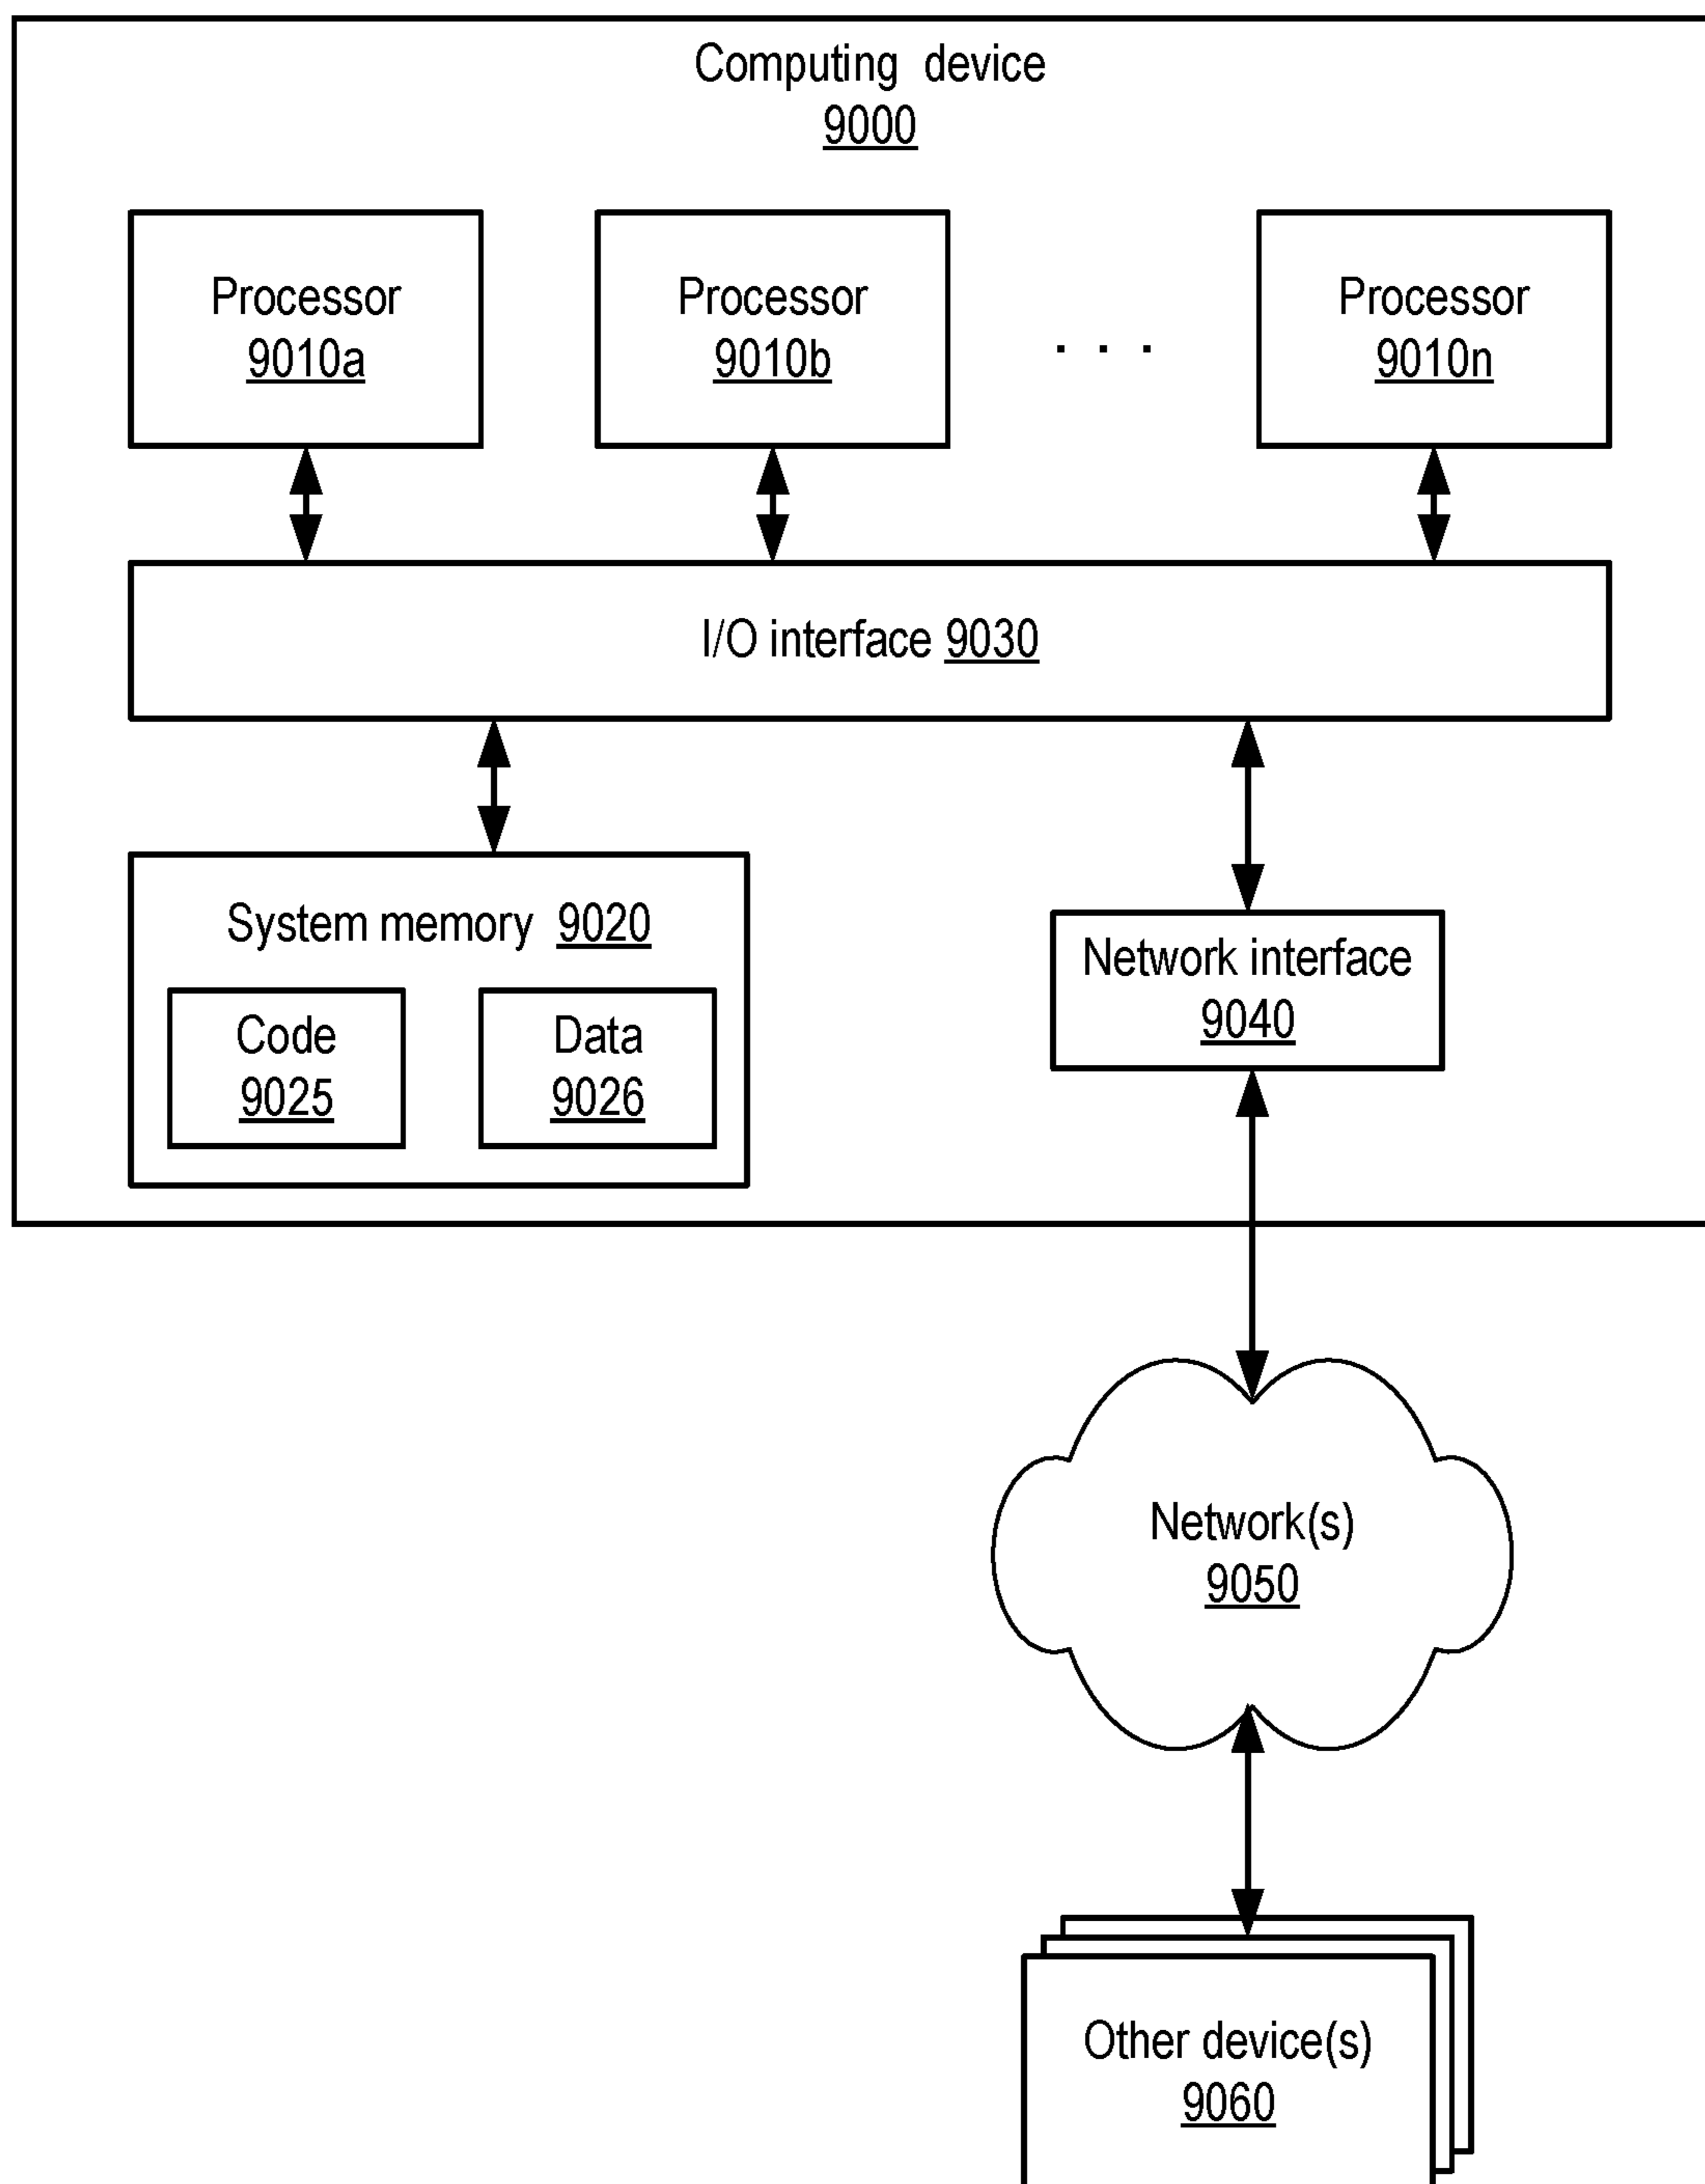 Computing device
9000
Processor
9010a
Processor
9010b
. . .
Processor
9010n
I/O interface 9030
System memory 9020
Code
9025
Data
9026
Network interface
9040
Network(s)
9050
Other device(s)
9060